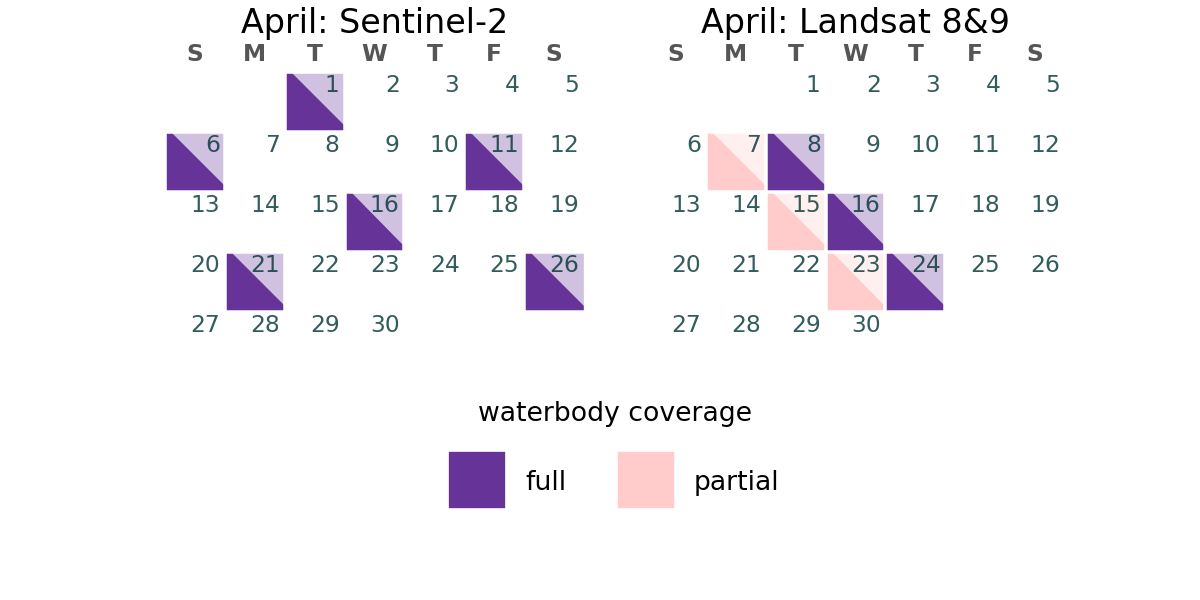 April: Sentinel-2
S M T W T F S
1 2 3 4 5
6 7 8 9 10 11 12
13 14 15 16 17 18 19
20 21 22 23 24 25 26
27 28 29 30
April: Landsat 8&9
S M T W T F S
1 2 3 4 5
6 7 8 9 10 11 12
13 14 15 16 17 18 19
20 21 22 23 24 25 26
27 28 29 30
waterbody coverage
full partial